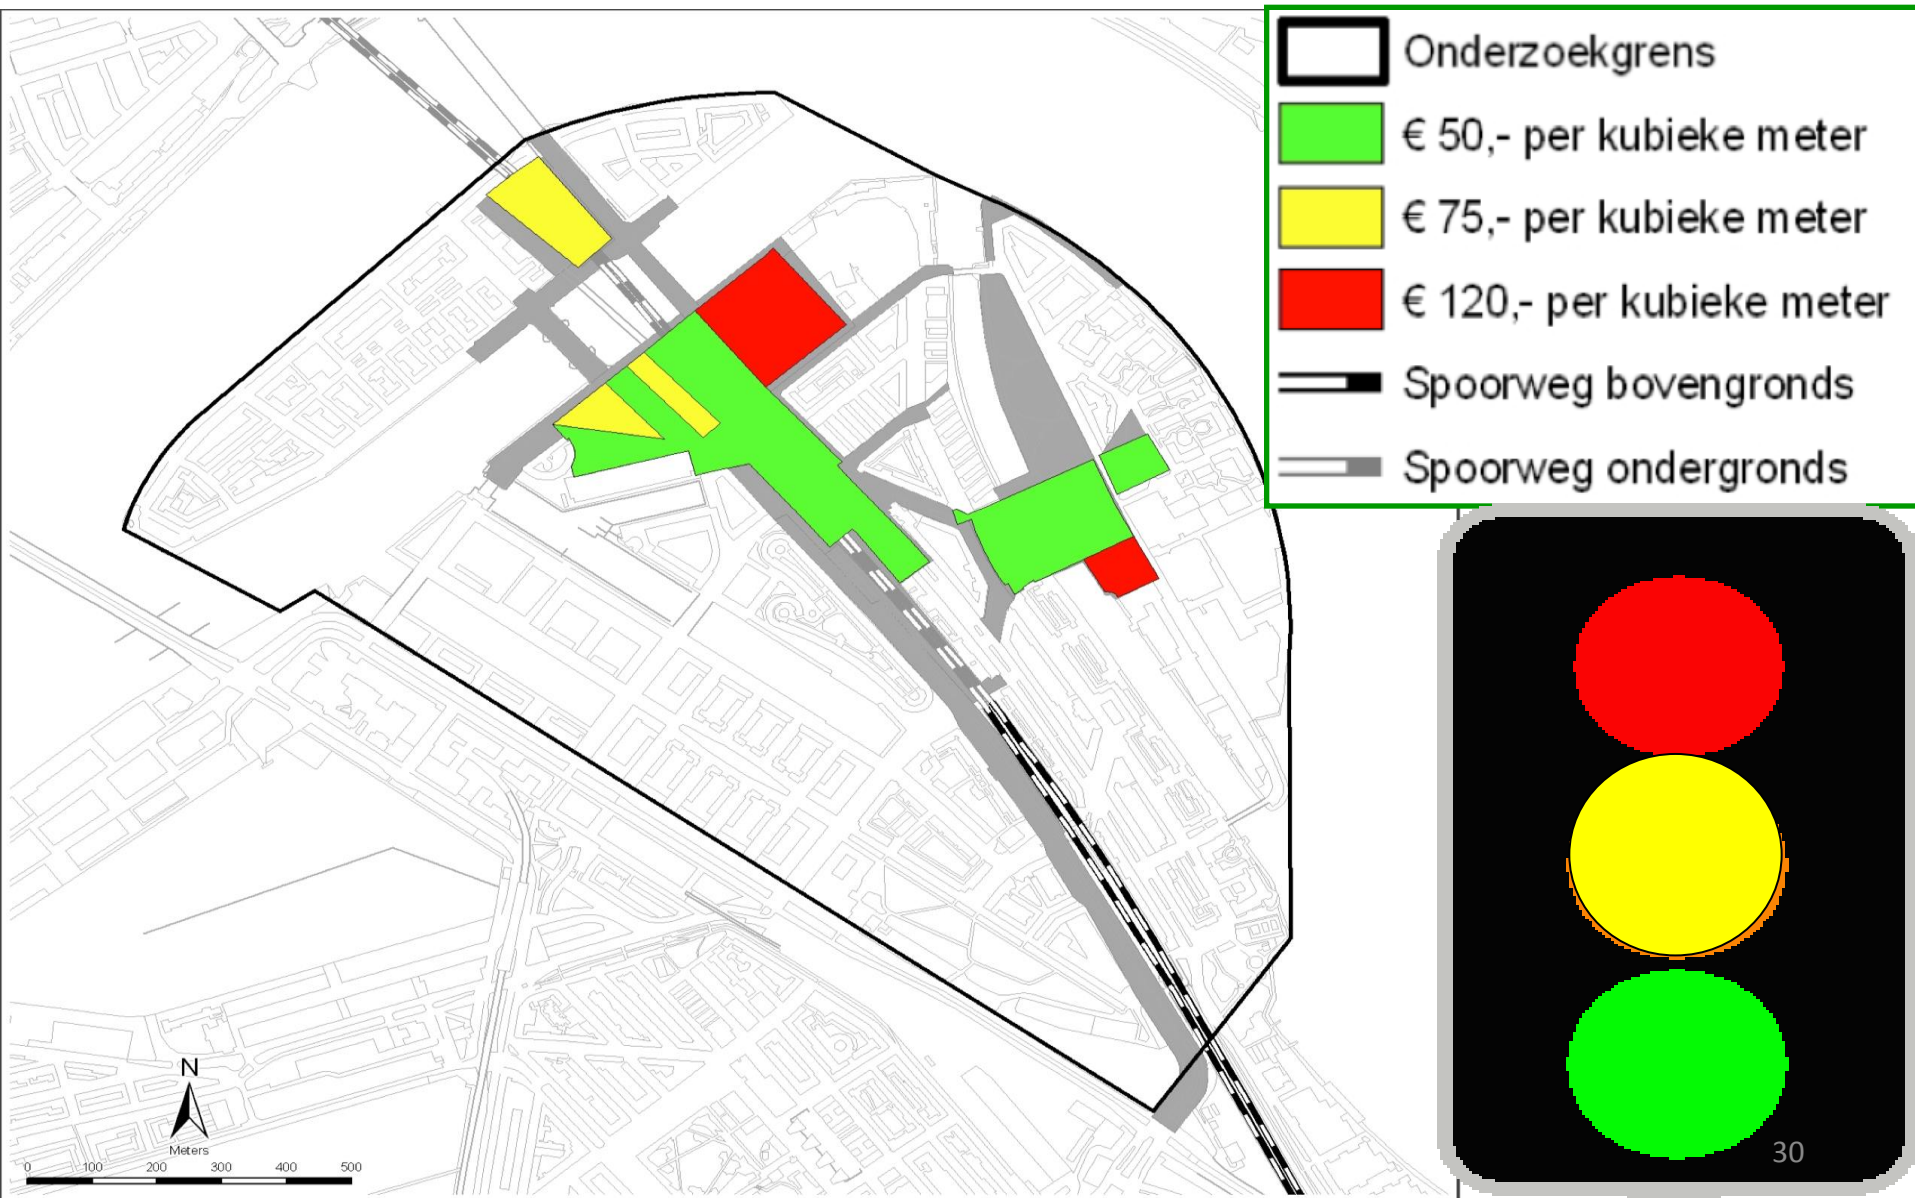 Onderzoekgrens
€ 50,- per kubieke meter
€ 75,- per kubieke meter
€ 120,- per kubieke meter
Spoorweg bovengronds
Spoorweg ondergronds
N
Meters
0 100 200 300 400 500
30